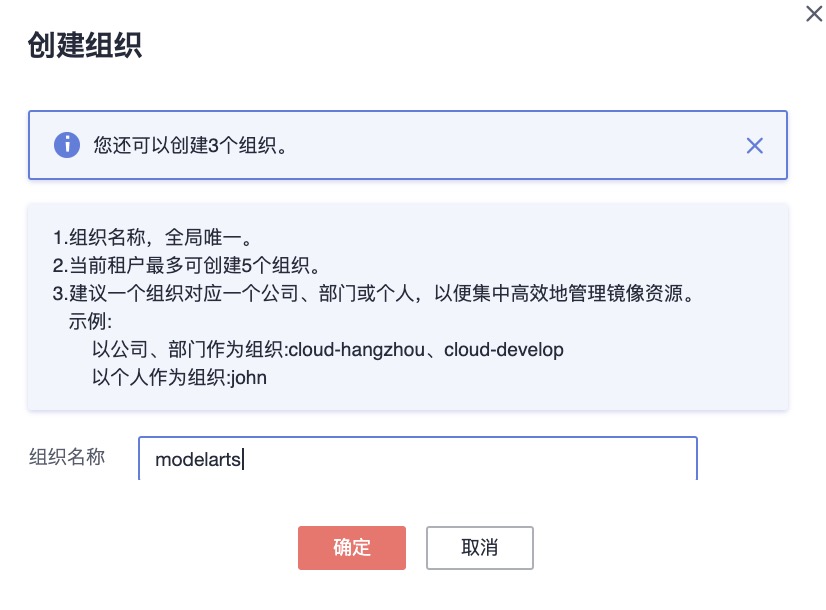 创建组织
您还可以创建3个组织。
1.组织名称，全局唯一。
2.当前租户最多可创建5个组织。
3.建议一个组织对应一个公司、部门或个人，以便集中高效地管理镜像资源。
示例:
以公司、部门作为组织:cloud-hangzhou、cloud-develop
以个人作为组织:john
组织名称 modelarts
确定 取消